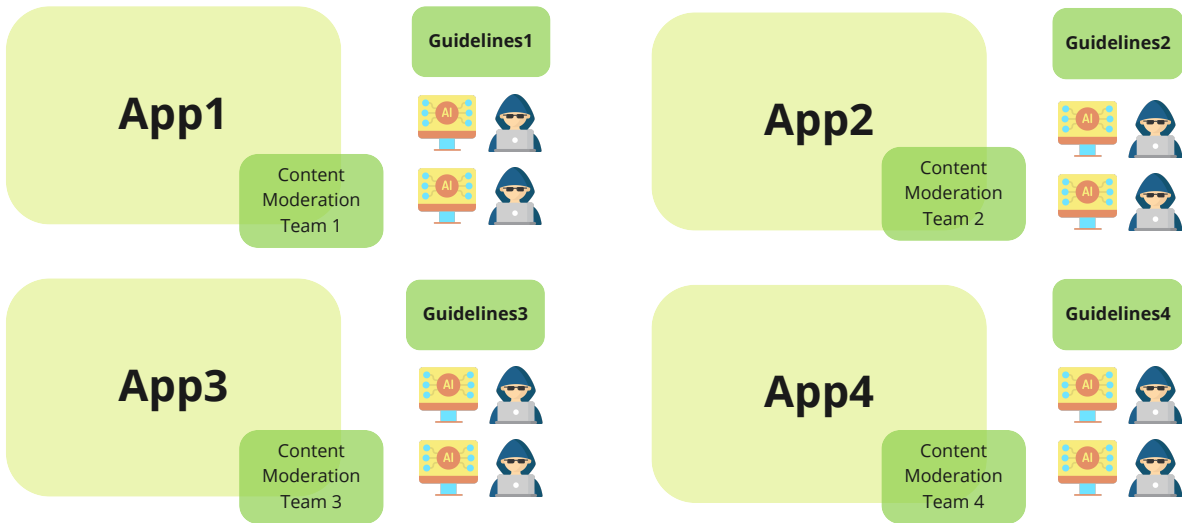 App1
Guidelines1
AI
AI
Content
Moderation
Team 1
App2
Guidelines2
AI
AI
Content
Moderation
Team 2
App3
Guidelines3
AI
AI
Content
Moderation
Team 3
App4
Guidelines4
AI
AI
Content
Moderation
Team 4